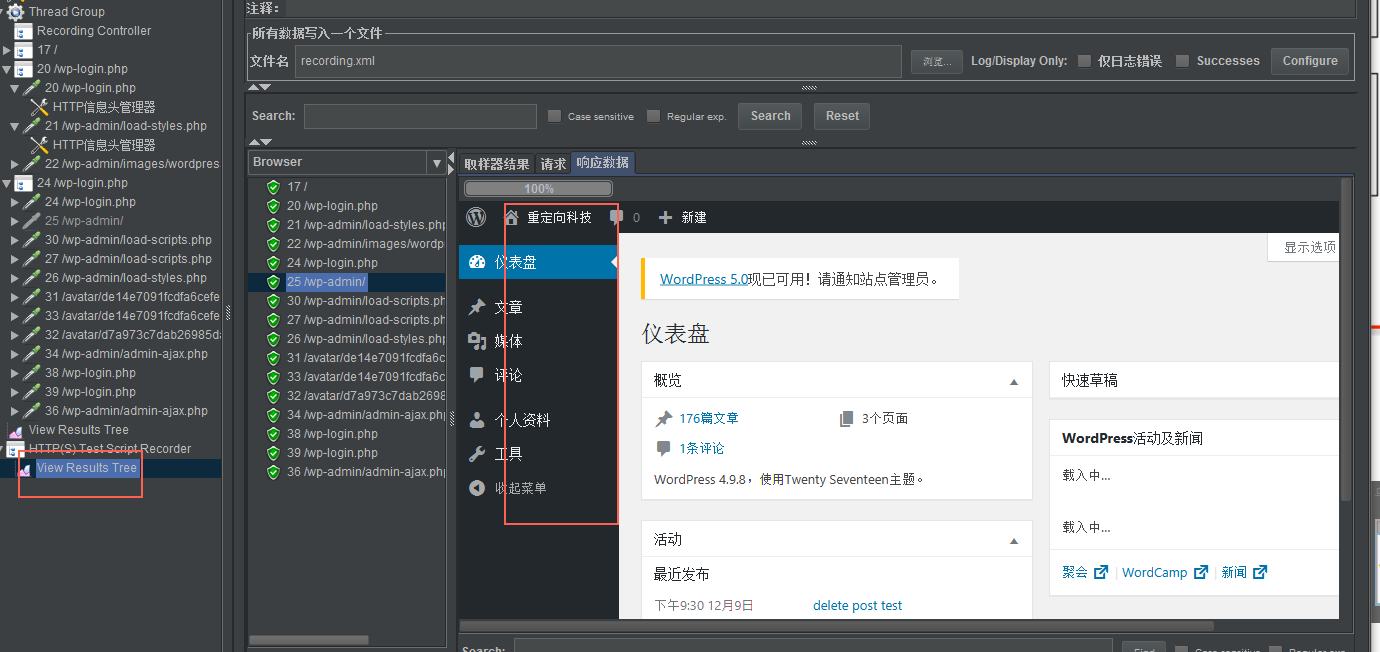 注释：
Thread Group
Recording Controller
17 /
20 /wp-login.php
20 /wp-login.php
HTTP信息头管理器
21 /wp-admin/load-styles.php
HTTP信息头管理器
22 /wp-admin/images/wordpres
24 /wp-login.php
24 /wp-login.php
25 /wp-admin/
30 /wp-admin/load-scripts.php
27 /wp-admin/load-scripts.php
26 /wp-admin/load-styles.php
31 /avatar/de14e7091fcdfa6cefe
33 /avatar/de14e7091fcdfa6cefe
32 /avatar/d7a973c7dab26985d
34 /wp-admin/admin-ajax.php
38 /wp-login.php
39 /wp-login.php
36 /wp-admin/admin-ajax.php
View Results Tree
HTTP(S) Test Script Recorder
View Results Tree
所有数据写入一个文件
文件名 recording.xml 浏览... Log/Display Only: 仅日志错误 Successes Configure
Search: Case sensitive Regular exp. Search Reset
Browser
17 /
20 /wp-login.php
21 /wp-admin/load-styles.php
22 /wp-admin/images/wordp
24 /wp-login.php
25 /wp-admin/
30 /wp-admin/load-scripts.ph
27 /wp-admin/load-scripts.ph
26 /wp-admin/load-styles.php
31 /avatar/de14e7091fcdfa6c
33 /avatar/de14e7091fcdfa6c
32 /avatar/d7a973c7dab2698
34 /wp-admin/admin-ajax.php
38 /wp-login.php
39 /wp-login.php
36 /wp-admin/admin-ajax.php
取样器结果 请求 响应数据
100%
重定向科技 0 新建
仪表盘
文章
媒体
评论
个人资料
工具
收起菜单
显示选项
WordPress 5.0现已可用！请通知站点管理员。
仪表盘
概览
176篇文章 3个页面
1条评论
WordPress 4.9.8，使用Twenty Seventeen主题。
活动
最近发布
下午9:30 12月9日 delete post test
快速草稿
WordPress活动及新闻
载入中...
载入中...
聚会 | WordCamp | 新闻
Search: Find Case sensitive Regular exp.